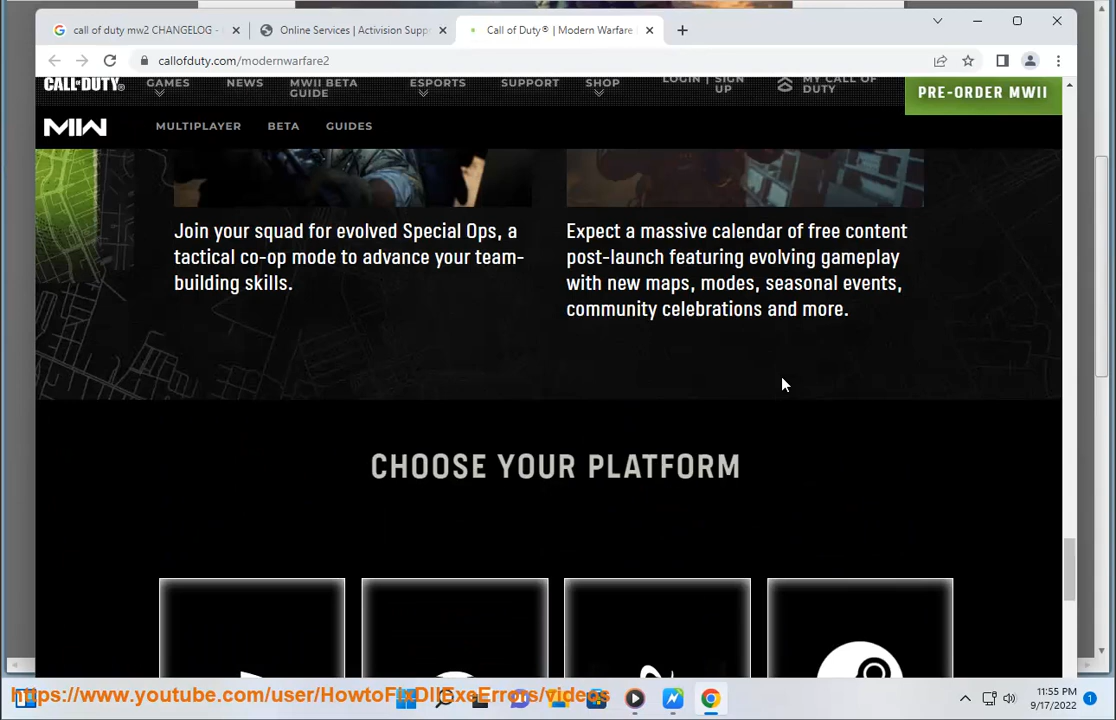 call of duty mw2 CHANGELOG -
Online Services | Activision Supp
Call of Duty® | Modern Warfare
callofduty.com/modernwarfare2
CALL OF DUTY®
GAMES
NEWS
MWII BETA
GUIDE
ESPORTS
SUPPORT
SHOP
LOGIN | SIGN
UP
MY CALL OF
DUTY
PRE-ORDER MWII
MW
MULTIPLAYER
BETA
GUIDES
Join your squad for evolved Special Ops, a
tactical co-op mode to advance your team-
building skills.
Expect a massive calendar of free content
post-launch featuring evolving gameplay
with new maps, modes, seasonal events,
community celebrations and more.
CHOOSE YOUR PLATFORM
https://www.youtube.com/user/HowtoFixDllExeErrors/videos
11:55 PM
9/17/2022
1